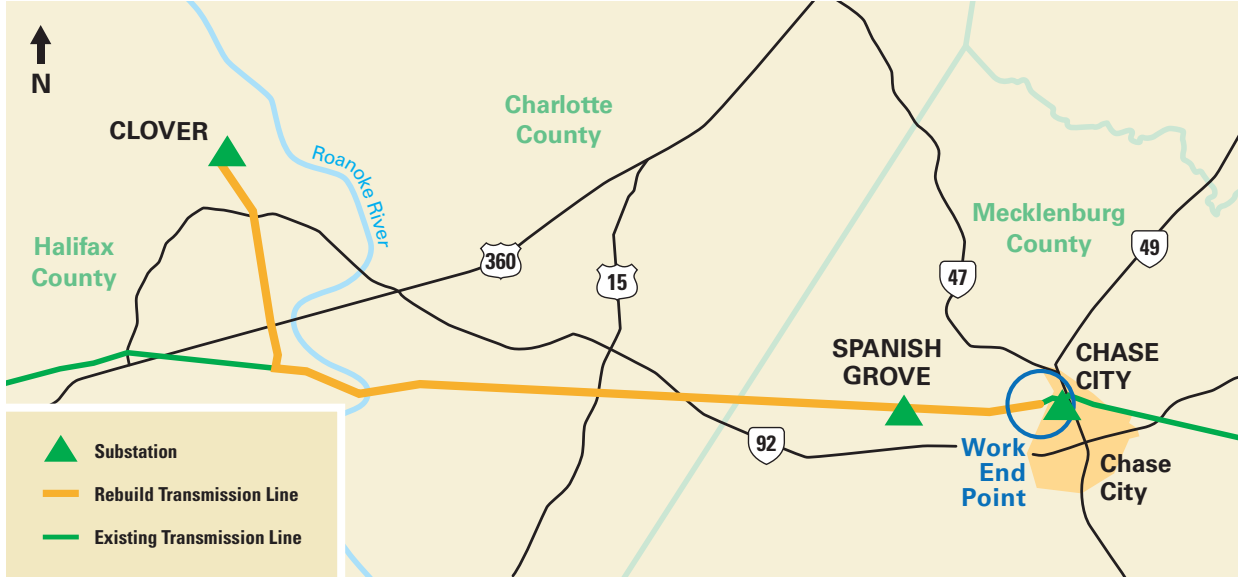 N
CLOVER
Roanoke River
Charlotte
County
Halifax
County
Mecklenburg
County
360
15
47
49
92
SPANISH
GROVE
CHASE
CITY
Work
End
Point
Chase
City
Substation
Rebuild Transmission Line
Existing Transmission Line